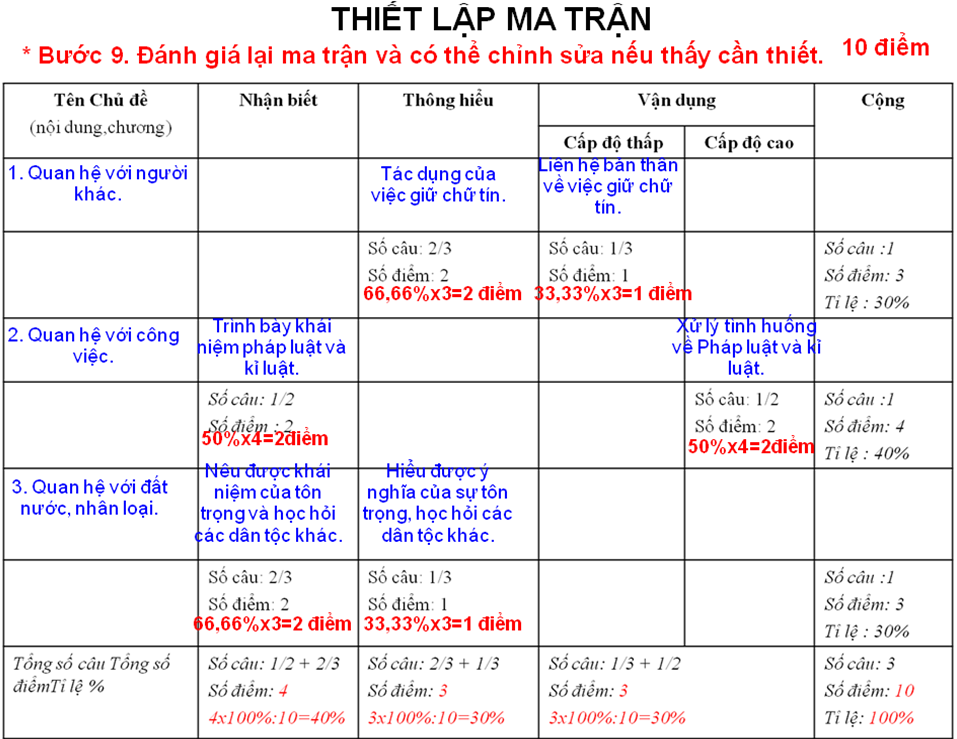 THIẾT LẬP MA TRẬN
* Bước 9. Đánh giá lại ma trận và có thể chỉnh sửa nếu thấy cần thiết. 10 điểm
Tên Chủ đề
(nội dung,chương)
Nhận biết
Thông hiểu
Vận dụng
Cộng
Cấp độ thấp
Cấp độ cao
1. Quan hệ với người
khác.
Tác dụng của
việc giữ chữ tín.
Liên hệ bản thân
về việc giữ chữ
tín.
Số câu: 2/3
Số điểm: 2
66,66%x3=2 điểm
Số câu: 1/3
Số điểm: 1
33,33%x3=1 điểm
Số câu :1
Số điểm: 3
Tỉ lệ : 30%
2. Quan hệ với công
việc.
Trình bày khái
niệm pháp luật và
kỉ luật.
Xử lý tình huống
về Pháp luật và kỉ
luật.
Số câu: 1/2
Số điểm : 2
50%x4=2điểm
Số câu: 1/2
Số điểm: 2
50%x4=2điểm
Số câu :1
Số điểm: 4
Tỉ lệ : 40%
3. Quan hệ với đất
nước, nhân loại.
Nêu được khái
niệm của tôn
trọng và học hỏi
các dân tộc khác.
Hiểu được ý
nghĩa của sự tôn
trọng, học hỏi các
dân tộc khác.
Số câu: 2/3
Số điểm: 2
66,66%x3=2 điểm
Số câu: 1/3
Số điểm: 1
33,33%x3=1 điểm
Số câu :1
Số điểm: 3
Tỉ lệ : 30%
Tổng số câu Tổng số
điểmTỉ lệ %
Số câu: 1/2 + 2/3
Số điểm: 4
4x100%:10=40%
Số câu: 2/3 + 1/3
Số điểm: 3
3x100%:10=30%
Số câu: 1/3 + 1/2
Số điểm: 3
3x100%:10=30%
Số câu: 3
Số điểm: 10
Tỉ lệ: 100%